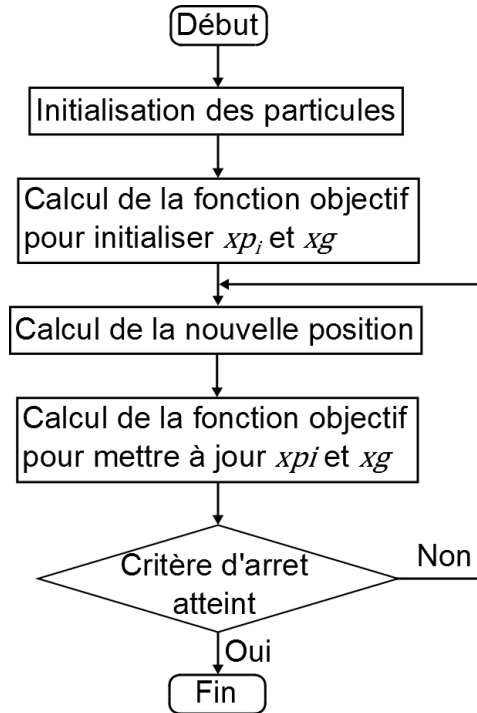 Début
Initialisation des particules
Calcul de la fonction objectif
pour initialiser xpᵢ et xg
Calcul de la nouvelle position
Calcul de la fonction objectif
pour mettre à jour xpi et xg
Critère d'arret
atteint
Non
Oui
Fin